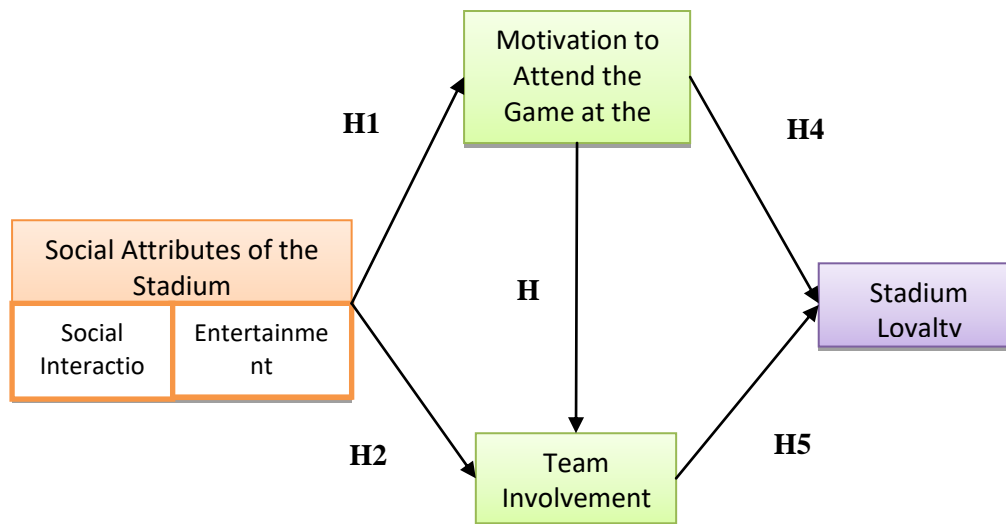 Motivation to
Attend the
Game at the
H1
H4
Social Attributes of the
Stadium
Social
Interactio
Entertainme
nt
H
Stadium
Loyalty
H2
H5
Team
Involvement